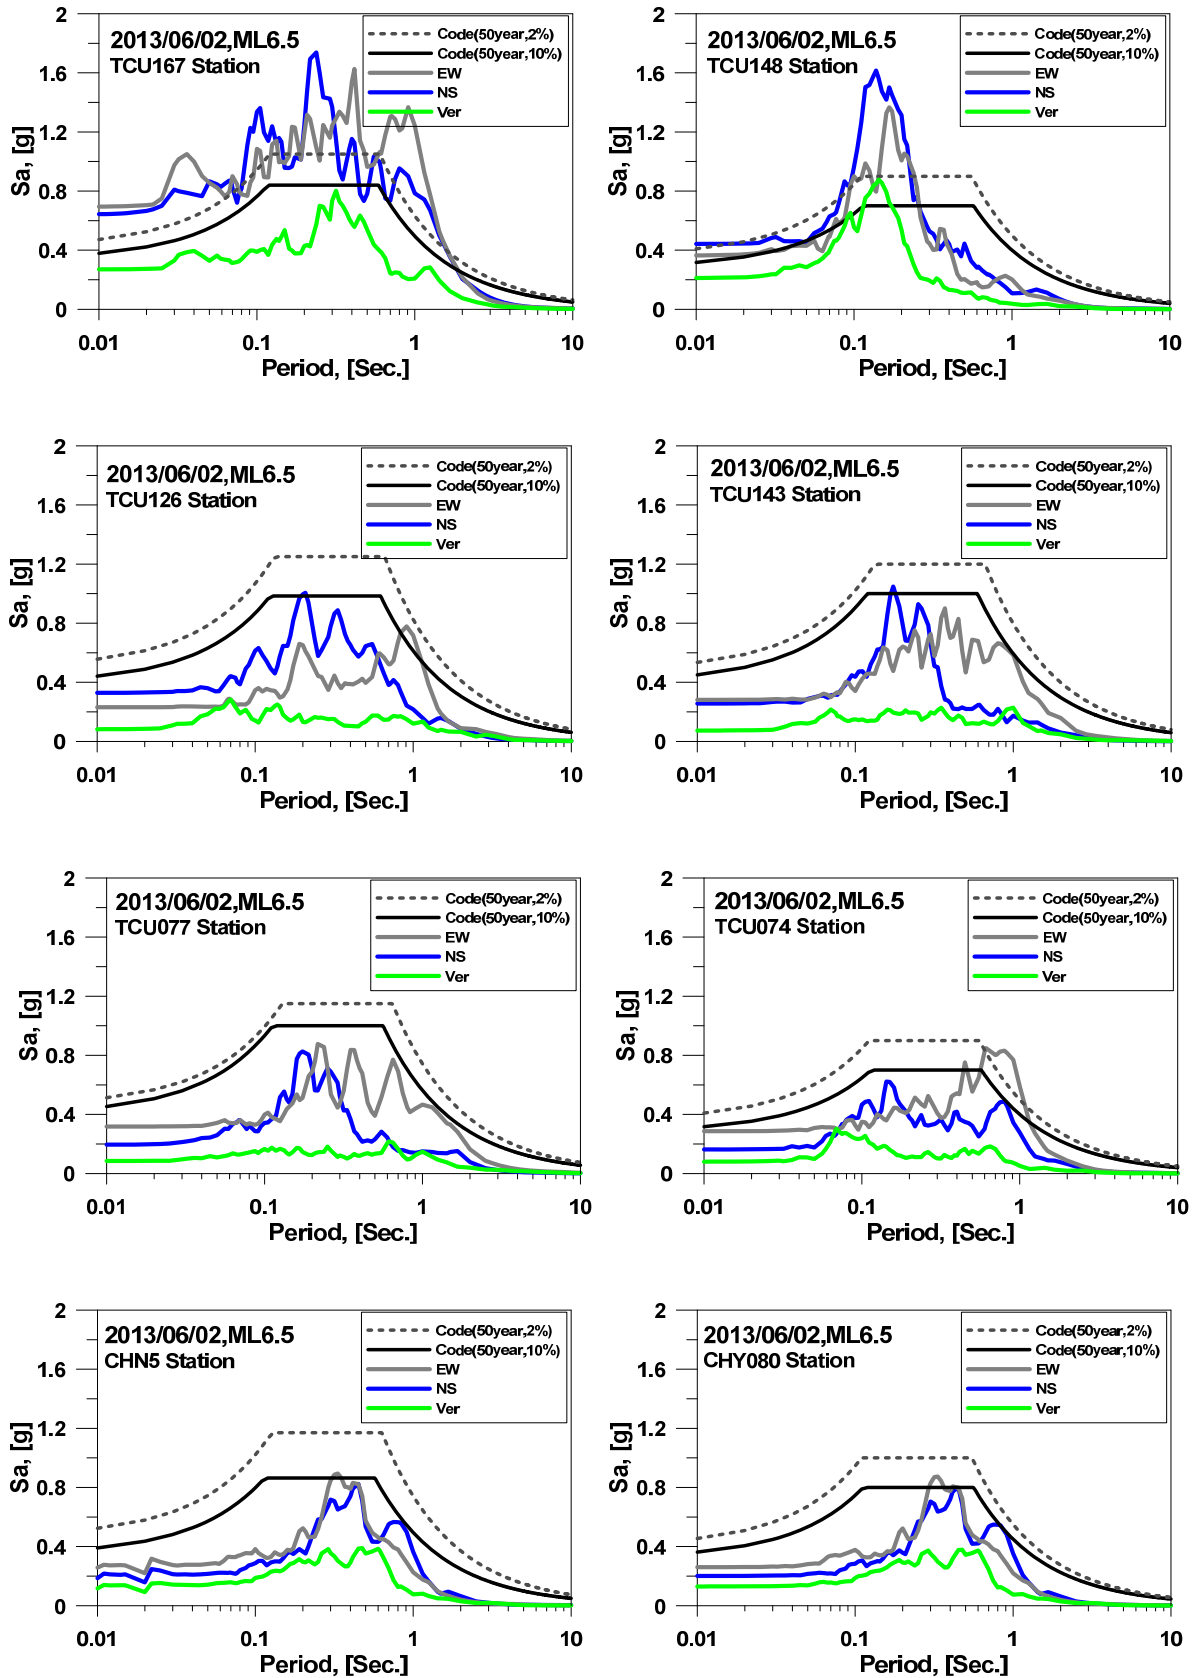 2
1.6
1.2
0.8
0.4
0
Sa, [g]
2013/06/02,ML6.5
TCU167 Station
Code(50year,2%)
Code(50year,10%)
EW
NS
Ver
0.01
0.1
1
10
Period, [Sec.]
2
1.6
1.2
0.8
0.4
0
2013/06/02,ML6.5
TCU148 Station
Code(50year,2%)
Code(50year,10%)
EW
NS
Ver
0.01
0.1
1
10
Period, [Sec.]
2
1.6
1.2
0.8
0.4
0
Sa, [g]
2013/06/02,ML6.5
TCU126 Station
Code(50year,2%)
Code(50year,10%)
EW
NS
Ver
0.01
0.1
1
10
Period, [Sec.]
2
1.6
1.2
0.8
0.4
0
Sa, [g]
2013/06/02,ML6.5
TCU143 Station
Code(50year,2%)
Code(50year,10%)
EW
NS
Ver
0.01
0.1
1
10
Period, [Sec.]
2
1.6
1.2
0.8
0.4
0
Sa, [g]
2013/06/02,ML6.5
TCU077 Station
Code(50year,2%)
Code(50year,10%)
EW
NS
Ver
0.01
0.1
1
10
Period, [Sec.]
2
1.6
1.2
0.8
0.4
0
Sa, [g]
2013/06/02,ML6.5
TCU074 Station
Code(50year,2%)
Code(50year,10%)
EW
NS
Ver
0.01
0.1
1
10
Period, [Sec.]
2
1.6
1.2
0.8
0.4
0
Sa, [g]
2013/06/02,ML6.5
CHN5 Station
Code(50year,2%)
Code(50year,10%)
EW
NS
Ver
0.01
0.1
1
10
Period, [Sec.]
2
1.6
1.2
0.8
0.4
0
Sa, [g]
2013/06/02,ML6.5
CHY080 Station
Code(50year,2%)
Code(50year,10%)
EW
NS
Ver
0.01
0.1
1
10
Period, [Sec.]